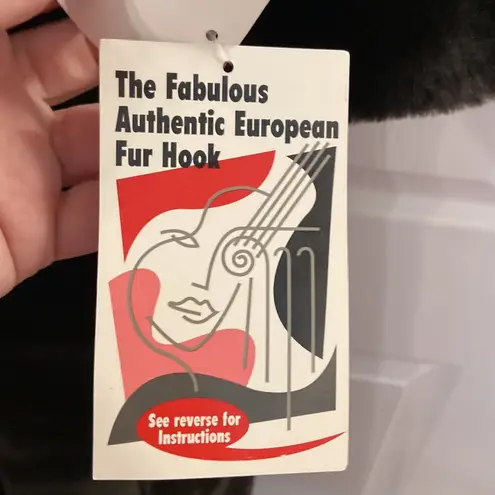 The Fabulous
Authentic European
Fur Hook
See reverse for
Instructions